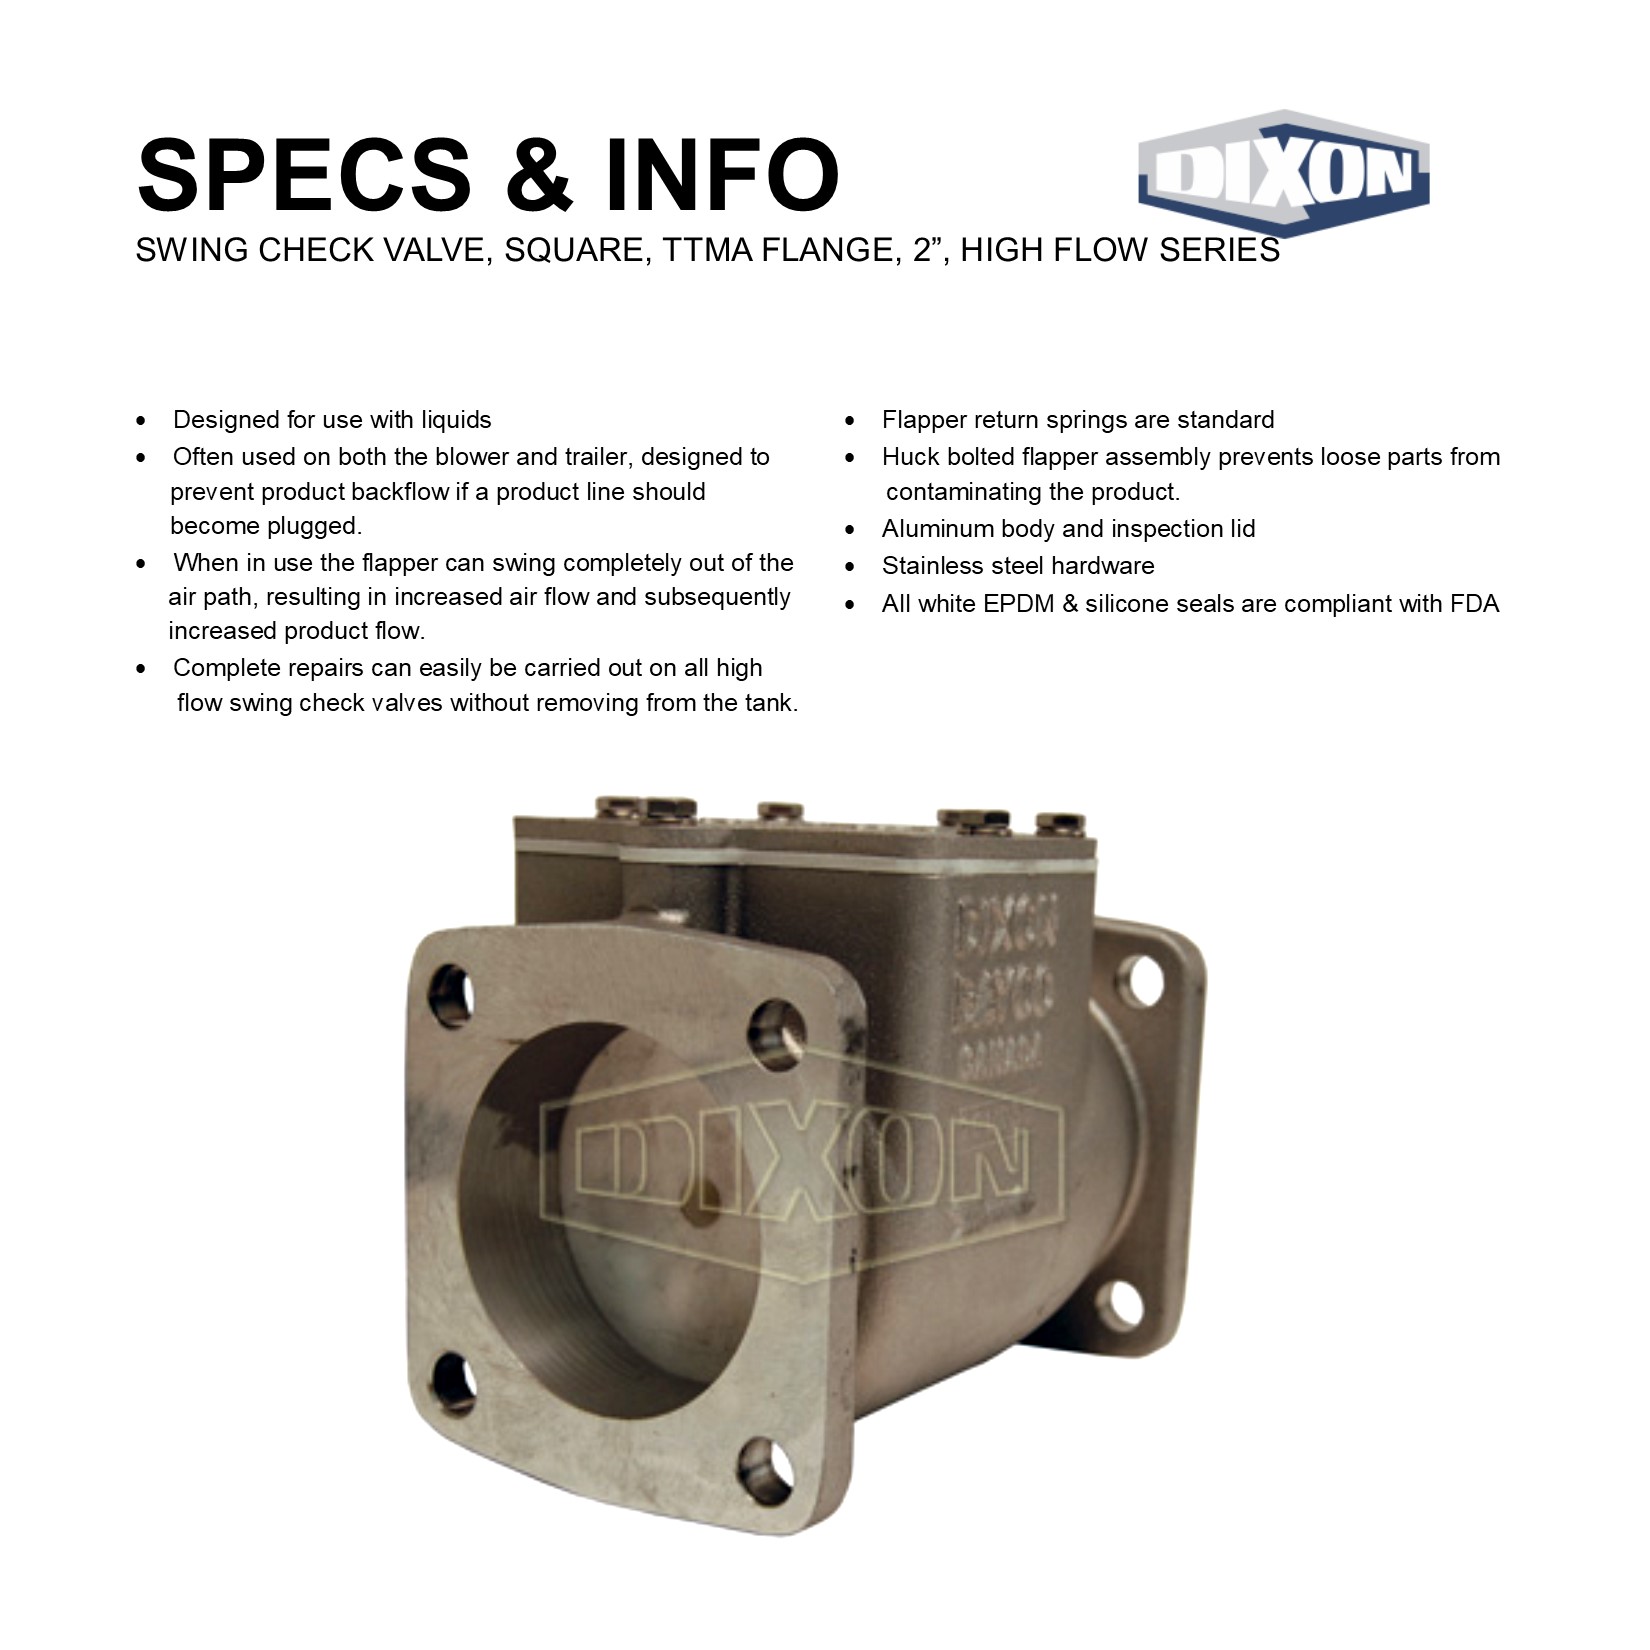 SPECS & INFO
DIXON
SWING CHECK VALVE, SQUARE, TTMA FLANGE, 2”, HIGH FLOW SERIES
• Designed for use with liquids
• Often used on both the blower and trailer, designed to
prevent product backflow if a product line should
become plugged.
• When in use the flapper can swing completely out of the
air path, resulting in increased air flow and subsequently
increased product flow.
• Complete repairs can easily be carried out on all high
flow swing check valves without removing from the tank.
• Flapper return springs are standard
• Huck bolted flapper assembly prevents loose parts from
contaminating the product.
• Aluminum body and inspection lid
• Stainless steel hardware
• All white EPDM & silicone seals are compliant with FDA
DIXON
BAYCO
CANADA
DIXON